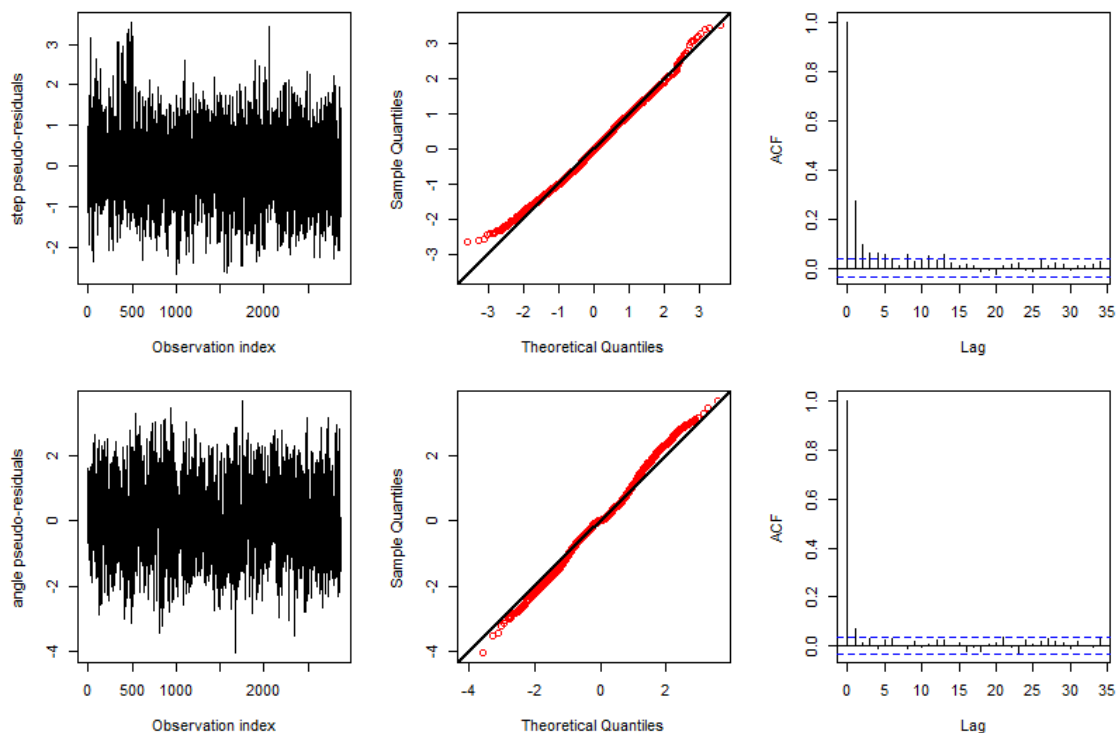 step pseudo-residuals
-2 -1 0 1 2 3
0 500 1000 2000
Observation index
Sample Quantiles
-3 -2 -1 0 1 2 3
-3 -2 -1 0 1 2 3
Theoretical Quantiles
ACF
0.0 0.2 0.4 0.6 0.8 1.0
0 5 10 15 20 25 30 35
Lag
angle pseudo-residuals
-4 -2 0 2
0 500 1000 2000
Observation index
Sample Quantiles
-4 -2 0 2
-4 -2 0 2
Theoretical Quantiles
ACF
0.0 0.2 0.4 0.6 0.8 1.0
0 5 10 15 20 25 30 35
Lag